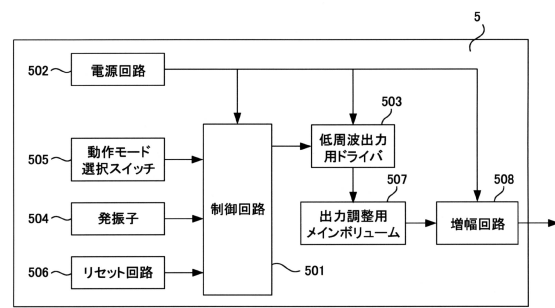 5
502
電源回路
503
低周波出力
用ドライバ
505
動作モード
選択スイッチ
507
508
504
発振子
制御回路
出力調整用
メインボリューム
増幅回路
506
リセット回路
501